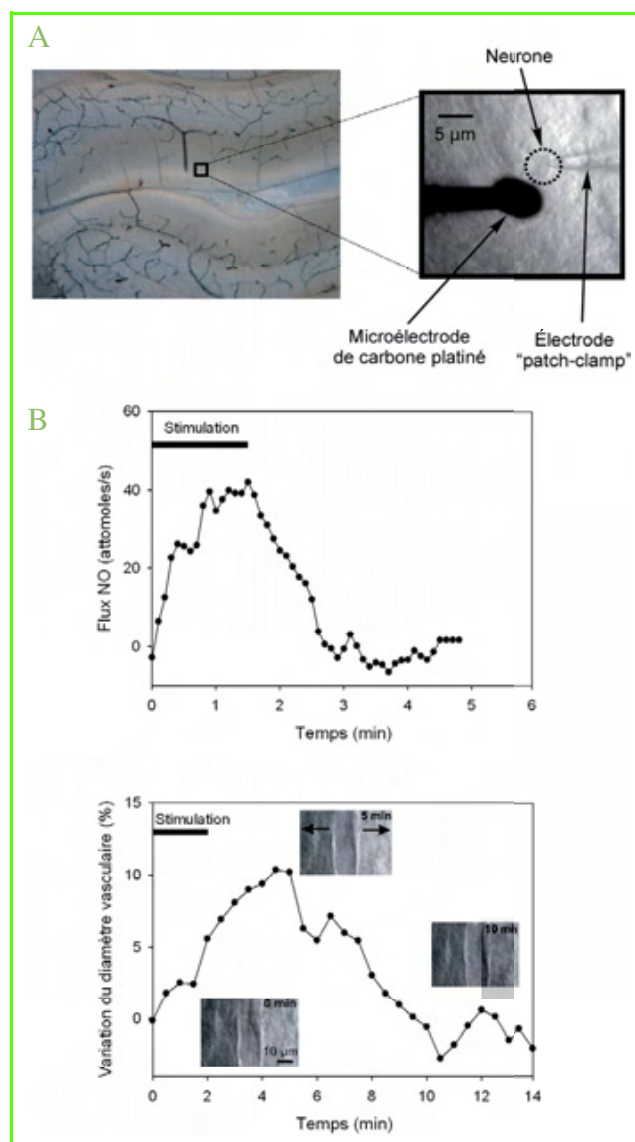 A
Neurone
5 µm
Microélectrode
de carbone platiné
Électrode
"patch-clamp"
B
60
Stimulation
40
20
0
Flux NO (attomoles/s)
0 1 2 3 4 5 6
Temps (min)
15
Stimulation
10
5
0
Variation du diamètre vasculaire (%)
5 min
10 min
0 min
10 µm
0 2 4 6 8 10 12 14
Temps (min)